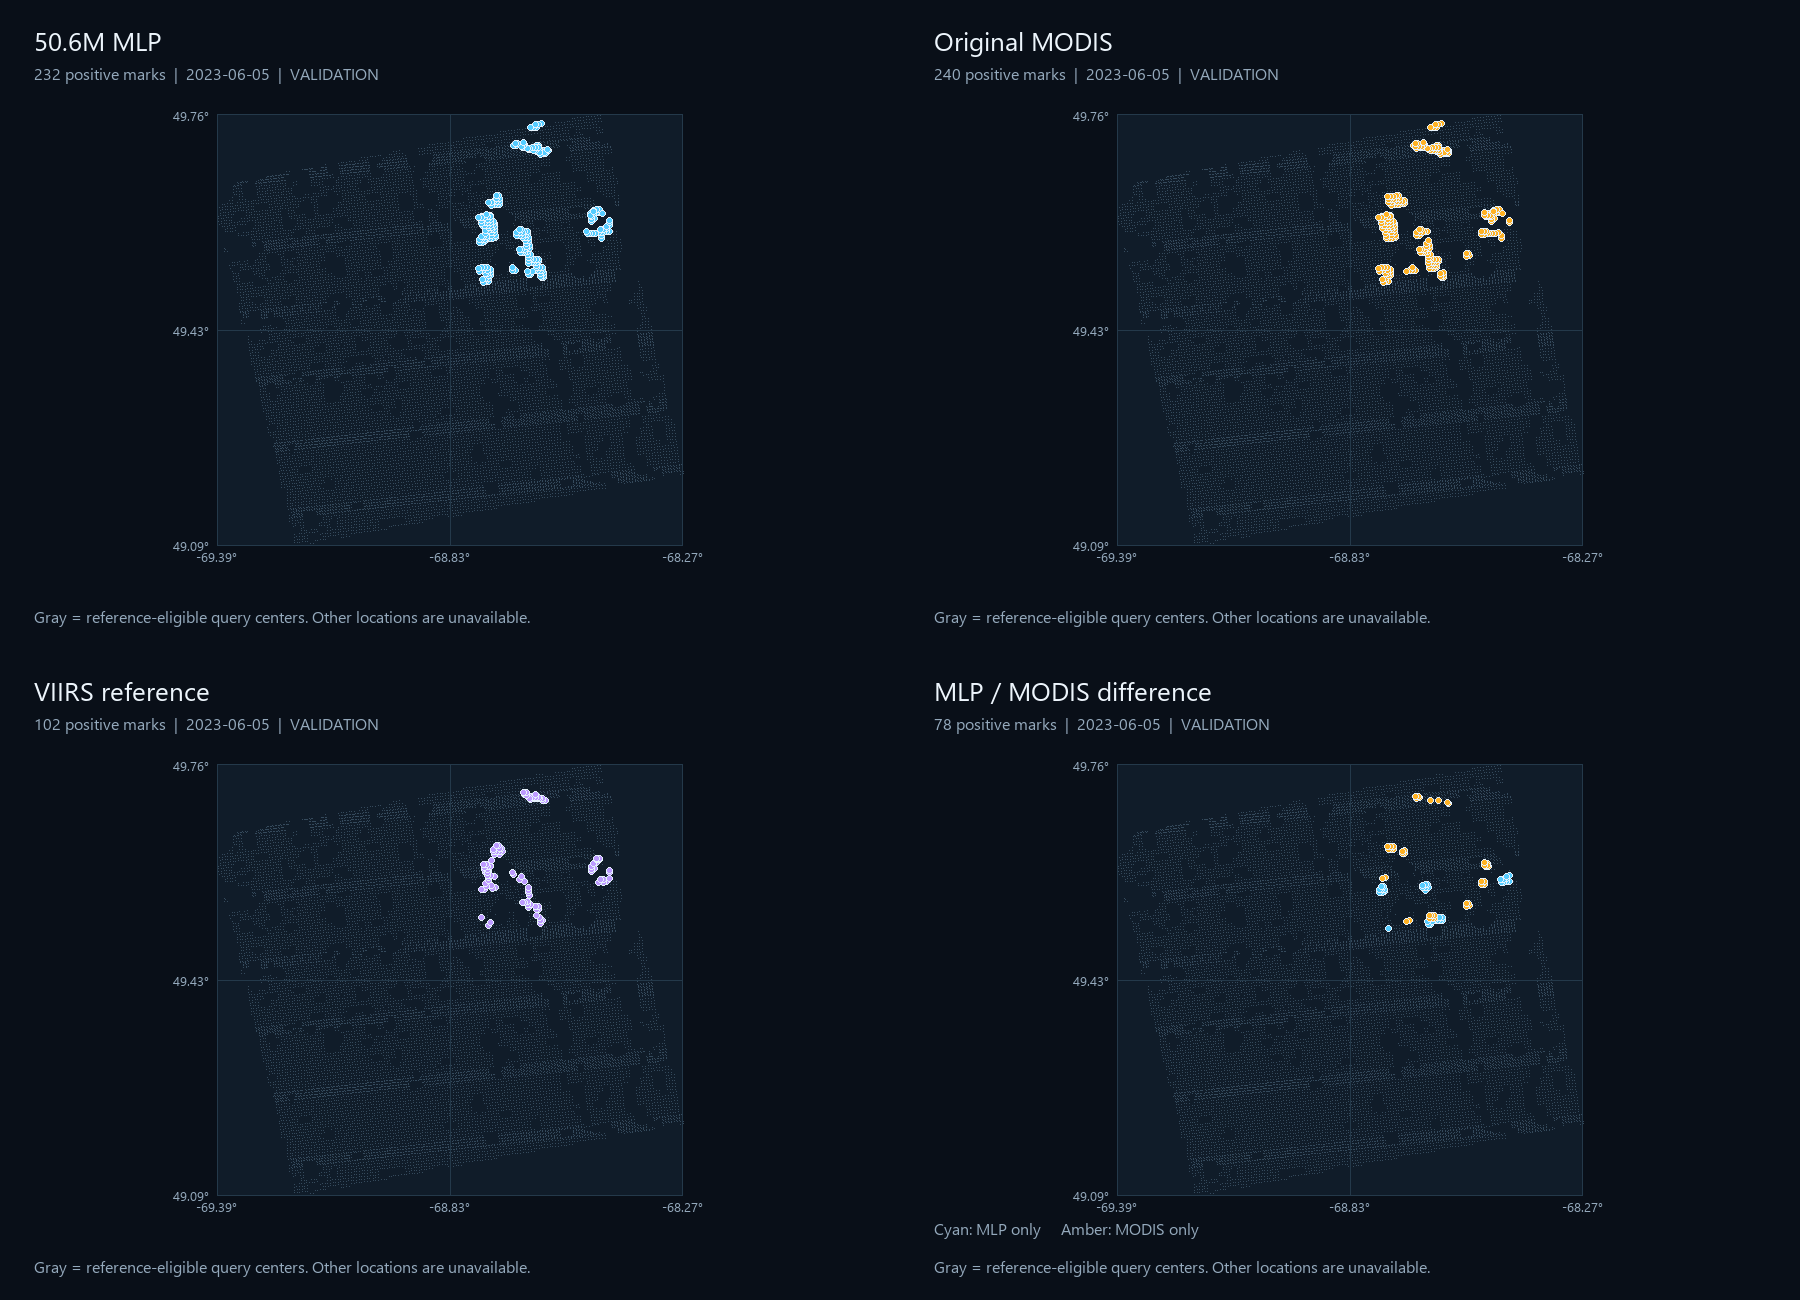 50.6M MLP
232 positive marks | 2023-06-05 | VALIDATION
49.76°
49.43°
49.09°
-69.39°
-68.83°
-68.27°
Gray = reference-eligible query centers. Other locations are unavailable.
Original MODIS
240 positive marks | 2023-06-05 | VALIDATION
49.76°
49.43°
49.09°
-69.39°
-68.83°
-68.27°
Gray = reference-eligible query centers. Other locations are unavailable.
VIIRS reference
102 positive marks | 2023-06-05 | VALIDATION
49.76°
49.43°
49.09°
-69.39°
-68.83°
-68.27°
Gray = reference-eligible query centers. Other locations are unavailable.
MLP / MODIS difference
78 positive marks | 2023-06-05 | VALIDATION
49.76°
49.43°
49.09°
-69.39°
-68.83°
-68.27°
Cyan: MLP only Amber: MODIS only
Gray = reference-eligible query centers. Other locations are unavailable.